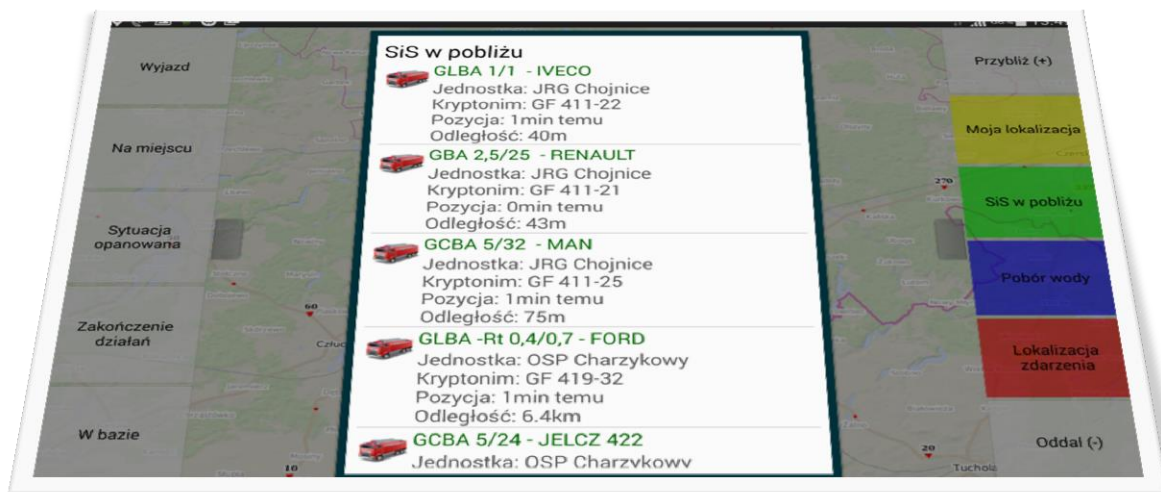 Wyjazd
Na miejscu
Sytuacja
opanowana
Zakończenie
działań
W bazie
SiS w pobliżu
GLBA 1/1 - IVECO
Jednostka: JRG Chojnice
Kryptonim: GF 411-22
Pozycja: 1min temu
Odległość: 40m
GBA 2,5/25 - RENAULT
Jednostka: JRG Chojnice
Kryptonim: GF 411-21
Pozycja: 0min temu
Odległość: 43m
GCBA 5/32 - MAN
Jednostka: JRG Chojnice
Kryptonim: GF 411-25
Pozycja: 1min temu
Odległość: 75m
GLBA -Rt 0,4/0,7 - FORD
Jednostka: OSP Charzykowy
Kryptonim: GF 419-32
Pozycja: 1min temu
Odległość: 6.4km
GCBA 5/24 - JELCZ 422
Jednostka: OSP Charzykowy
Przybliż (+)
Moja lokalizacja
SiS w pobliżu
Pobór wody
Lokalizacja
zdarzenia
Oddal (-)
270
60
10
20
Tuchola